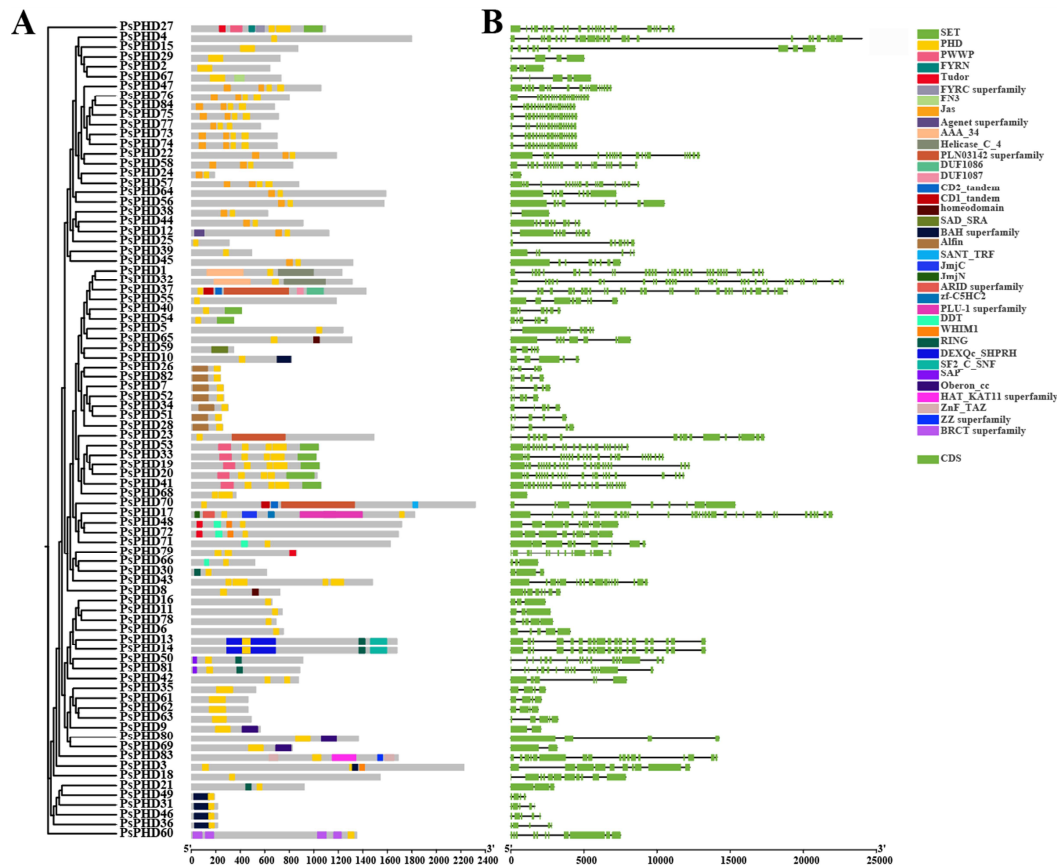 A
B
PsPHD27
PsPHD4
PsPHD15
PsPHD29
PsPHD2
PsPHD67
PsPHD47
PsPHD76
PsPHD84
PsPHD75
PsPHD77
PsPHD73
PsPHD74
PsPHD22
PsPHD58
PsPHD24
PsPHD57
PsPHD64
PsPHD56
PsPHD38
PsPHD44
PsPHD12
PsPHD25
PsPHD39
PsPHD45
PsPHD1
PsPHD32
PsPHD37
PsPHD55
PsPHD40
PsPHD54
PsPHD5
PsPHD65
PsPHD59
PsPHD10
PsPHD26
PsPHD82
PsPHD7
PsPHD52
PsPHD34
PsPHD51
PsPHD28
PsPHD23
PsPHD53
PsPHD33
PsPHD19
PsPHD20
PsPHD41
PsPHD68
PsPHD70
PsPHD17
PsPHD48
PsPHD72
PsPHD71
PsPHD79
PsPHD66
PsPHD30
PsPHD43
PsPHD8
PsPHD16
PsPHD11
PsPHD78
PsPHD6
PsPHD13
PsPHD14
PsPHD50
PsPHD81
PsPHD42
PsPHD35
PsPHD61
PsPHD62
PsPHD63
PsPHD9
PsPHD80
PsPHD69
PsPHD83
PsPHD3
PsPHD18
PsPHD21
PsPHD49
PsPHD31
PsPHD46
PsPHD36
PsPHD60
5' 3'
0 200 400 600 800 1000 1200 1400 1600 1800 2000 2200 2400
5' 3'
0 5000 10000 15000 20000 25000
SET
PHD
PWWP
FYRN
Tudor
FYRC superfamily
FN3
Jas
Agenet superfamily
AAA_34
Helicase_C_4
PLN03142 superfamily
DUF1086
DUF1087
CD2_tandem
CD1_tandem
homeodomain
SAD_SRA
BAH superfamily
Alfin
SANT_TRF
JmjC
JmjN
ARID superfamily
zf-C5HC2
PLU-1 superfamily
DDT
WHIM1
RING
DEXQc_SHPRH
SF2_C_SNF
SAP
Oberon_cc
HAT_KAT11 superfamily
ZnF_TAZ
ZZ superfamily
BRCT superfamily
CDS